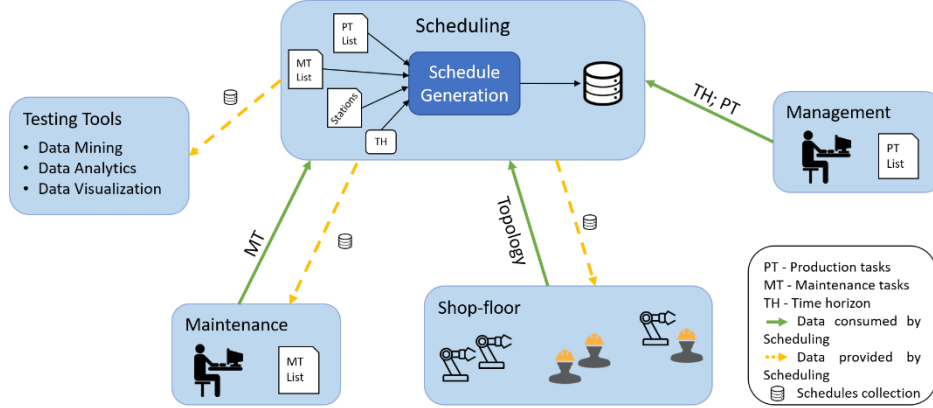 Scheduling
PT
List
MT
List
Stations
TH
Schedule
Generation
TH; PT
Testing Tools
• Data Mining
• Data Analytics
• Data Visualization
Management
PT
List
MT
Topology
Maintenance
MT
List
Shop-floor
PT - Production tasks
MT - Maintenance tasks
TH - Time horizon
Data consumed by
Scheduling
Data provided by
Scheduling
Schedules collection